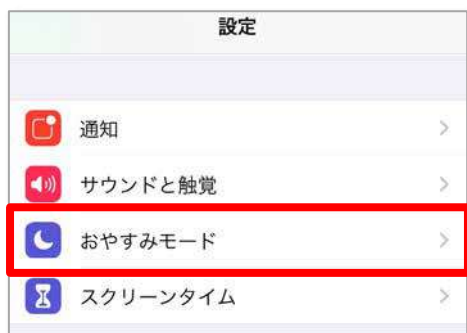 設定
通知
サウンドと触覚
おやすみモード
スクリーンタイム